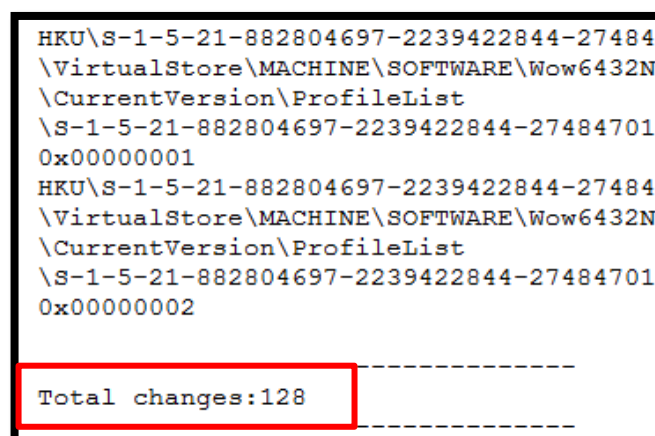 HKU\S-1-5-21-882804697-2239422844-27484
\VirtualStore\MACHINE\SOFTWARE\Wow6432N
\CurrentVersion\ProfileList
\S-1-5-21-882804697-2239422844-27484701
0x00000001
HKU\S-1-5-21-882804697-2239422844-27484
\VirtualStore\MACHINE\SOFTWARE\Wow6432N
\CurrentVersion\ProfileList
\S-1-5-21-882804697-2239422844-27484701
0x00000002
--------------
Total changes:128
--------------